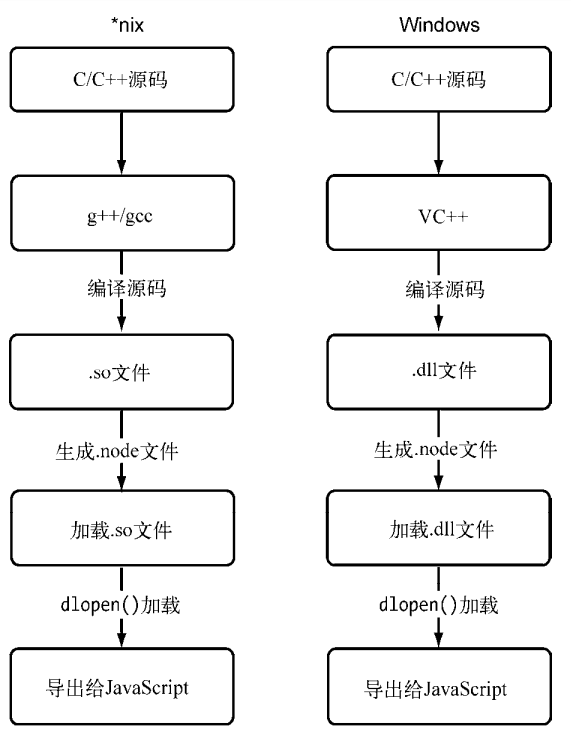 *nix
C/C++源码
g++/gcc
编译源码
.so文件
生成.node文件
加载.so文件
dlopen()加载
导出给JavaScript
Windows
C/C++源码
VC++
编译源码
.dll文件
生成.node文件
加载.dll文件
dlopen()加载
导出给JavaScript